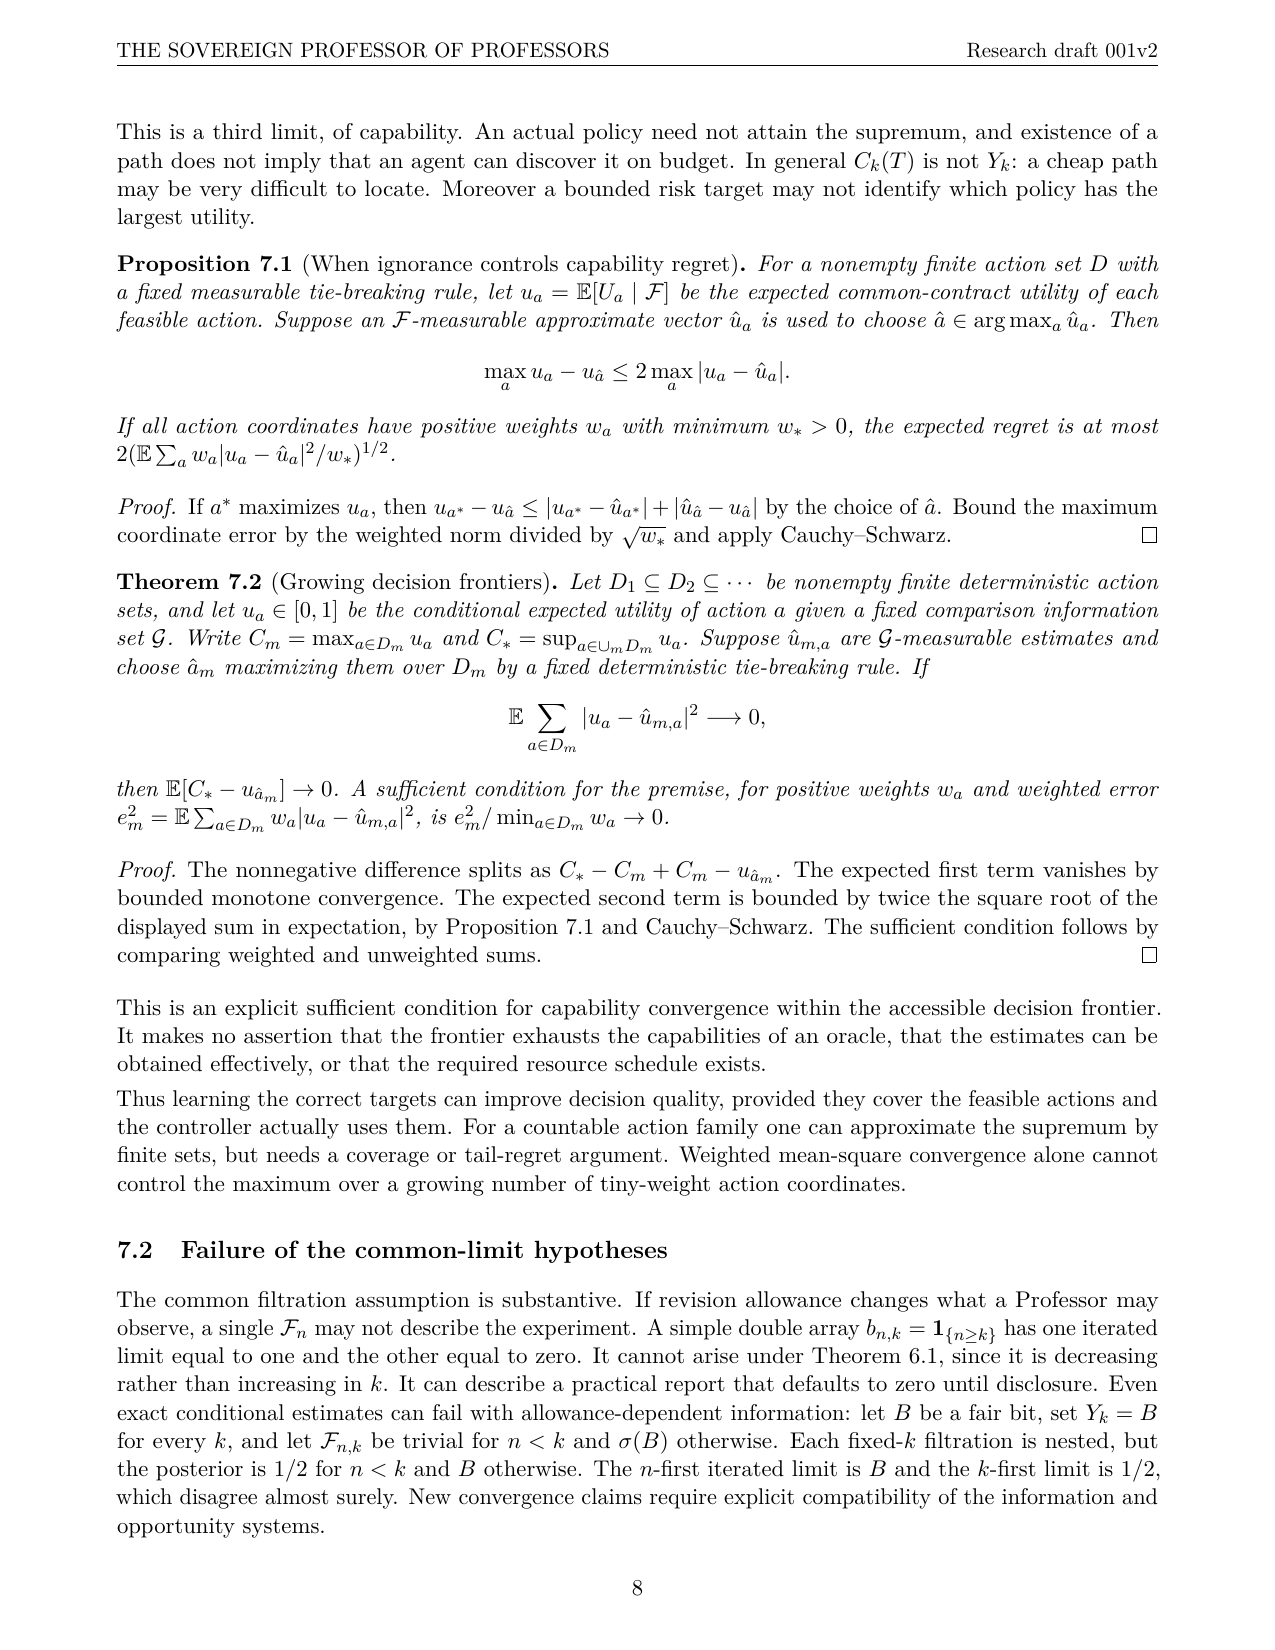 THE SOVEREIGN PROFESSOR OF PROFESSORS Research draft 001v2
This is a third limit, of capability. An actual policy need not attain the supremum, and existence of a
path does not imply that an agent can discover it on budget. In general Cₖ(T) is not Yₖ: a cheap path
may be very difficult to locate. Moreover a bounded risk target may not identify which policy has the
largest utility.
Proposition 7.1 (When ignorance controls capability regret). For a nonempty finite action set D with
a fixed measurable tie-breaking rule, let u_a = 𝔼[U_a | ℱ] be the expected common-contract utility of each
feasible action. Suppose an ℱ-measurable approximate vector û_a is used to choose â ∈ arg max_a û_a. Then
max_a u_a − u_â ≤ 2 max_a |u_a − û_a|.
If all action coordinates have positive weights w_a with minimum w_* > 0, the expected regret is at most
2(𝔼 ∑_a w_a|u_a − û_a|²/w_*)^{1/2}.
Proof. If a* maximizes u_a, then u_{a*} − u_â ≤ |u_{a*} − û_{a*}| + |û_â − u_â| by the choice of â. Bound the maximum
coordinate error by the weighted norm divided by √w_* and apply Cauchy–Schwarz. □
Theorem 7.2 (Growing decision frontiers). Let D₁ ⊆ D₂ ⊆ ⋯ be nonempty finite deterministic action
sets, and let u_a ∈ [0, 1] be the conditional expected utility of action a given a fixed comparison information
set 𝒢. Write C_m = max_{a∈D_m} u_a and C_* = sup_{a∈∪_m D_m} u_a. Suppose û_{m,a} are 𝒢-measurable estimates and
choose â_m maximizing them over D_m by a fixed deterministic tie-breaking rule. If
𝔼 ∑_{a∈D_m} |u_a − û_{m,a}|² ⟶ 0,
then 𝔼[C_* − u_{â_m}] → 0. A sufficient condition for the premise, for positive weights w_a and weighted error
e_m² = 𝔼 ∑_{a∈D_m} w_a|u_a − û_{m,a}|², is e_m²/ min_{a∈D_m} w_a → 0.
Proof. The nonnegative difference splits as C_* − C_m + C_m − u_{â_m}. The expected first term vanishes by
bounded monotone convergence. The expected second term is bounded by twice the square root of the
displayed sum in expectation, by Proposition 7.1 and Cauchy–Schwarz. The sufficient condition follows by
comparing weighted and unweighted sums. □
This is an explicit sufficient condition for capability convergence within the accessible decision frontier.
It makes no assertion that the frontier exhausts the capabilities of an oracle, that the estimates can be
obtained effectively, or that the required resource schedule exists.
Thus learning the correct targets can improve decision quality, provided they cover the feasible actions and
the controller actually uses them. For a countable action family one can approximate the supremum by
finite sets, but needs a coverage or tail-regret argument. Weighted mean-square convergence alone cannot
control the maximum over a growing number of tiny-weight action coordinates.
7.2 Failure of the common-limit hypotheses
The common filtration assumption is substantive. If revision allowance changes what a Professor may
observe, a single ℱₙ may not describe the experiment. A simple double array b_{n,k} = 𝟏_{{n≥k}} has one iterated
limit equal to one and the other equal to zero. It cannot arise under Theorem 6.1, since it is decreasing
rather than increasing in k. It can describe a practical report that defaults to zero until disclosure. Even
exact conditional estimates can fail with allowance-dependent information: let B be a fair bit, set Yₖ = B
for every k, and let ℱ_{n,k} be trivial for n < k and σ(B) otherwise. Each fixed-k filtration is nested, but
the posterior is 1/2 for n < k and B otherwise. The n-first iterated limit is B and the k-first limit is 1/2,
which disagree almost surely. New convergence claims require explicit compatibility of the information and
opportunity systems.
8